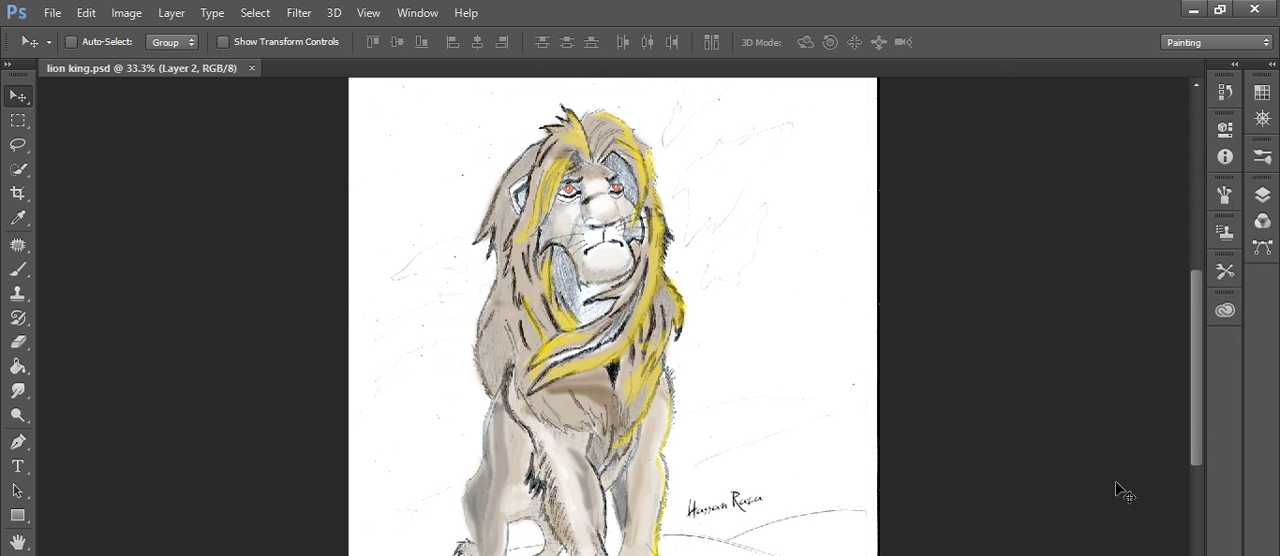 Ps File Edit Image Layer Type Select Filter 3D View Window Help
Auto-Select: Group Show Transform Controls 3D Mode: Painting
lion king.psd @ 33.3% (Layer 2, RGB/8) ×
T
Hassan Raza